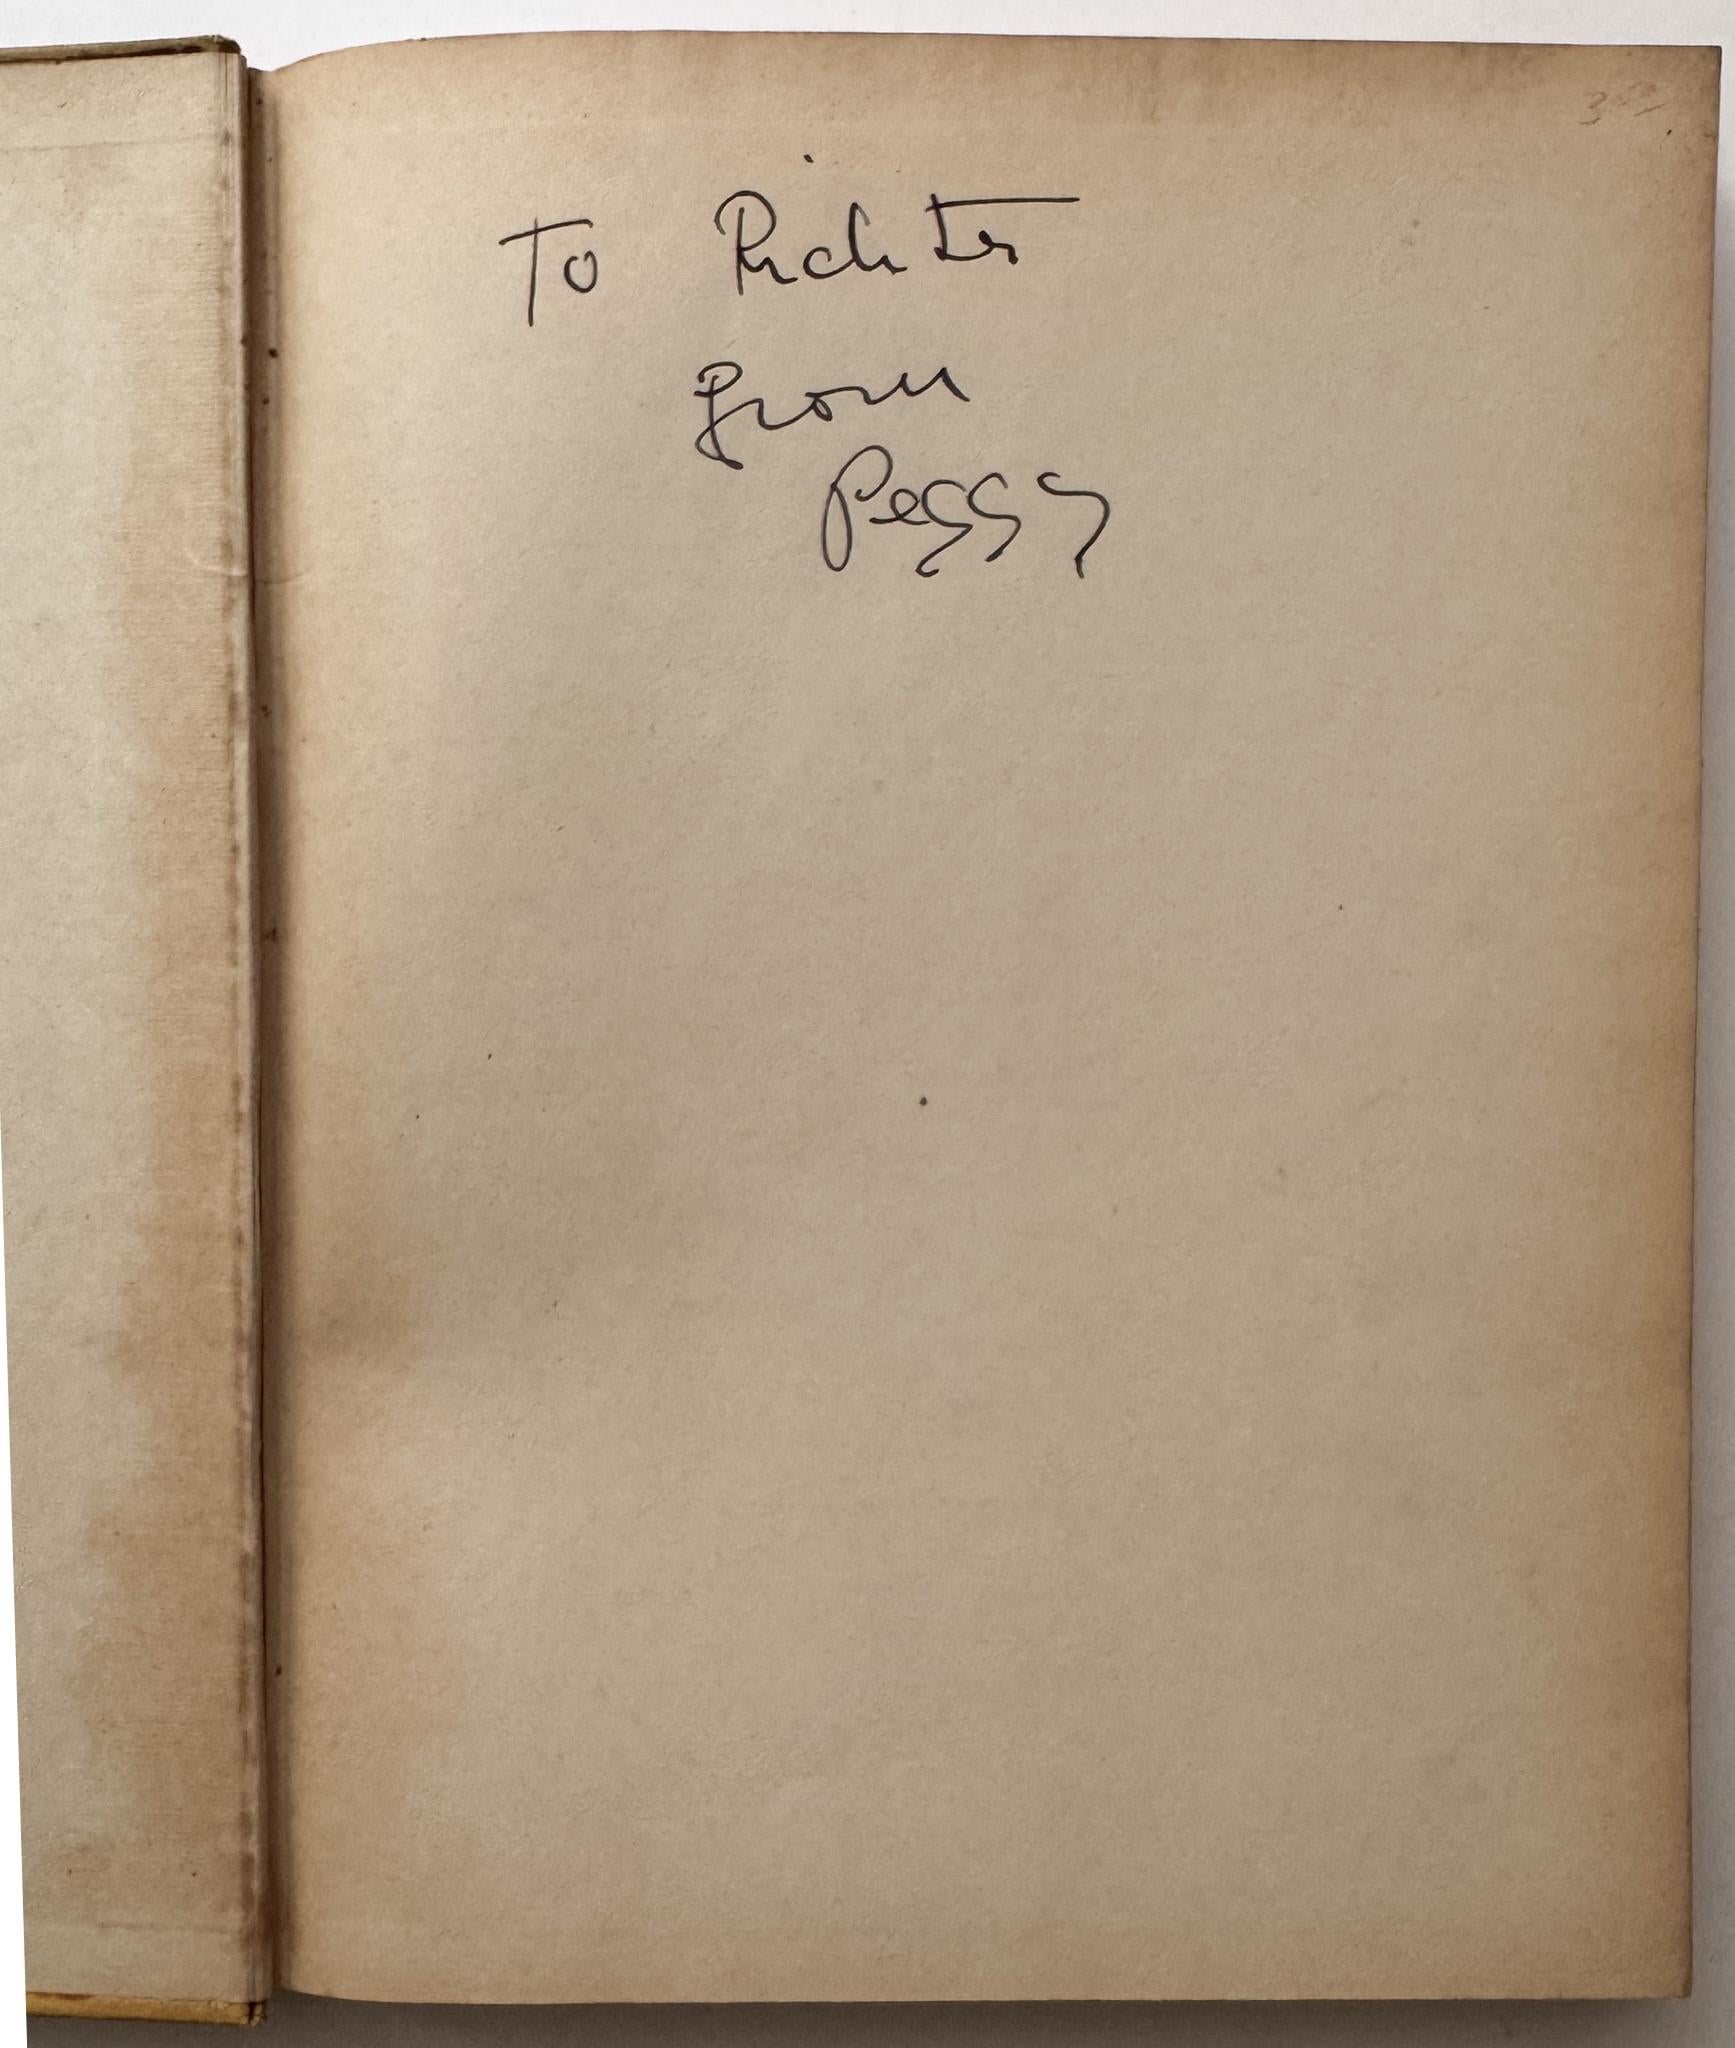 To Richter
from
Peggy